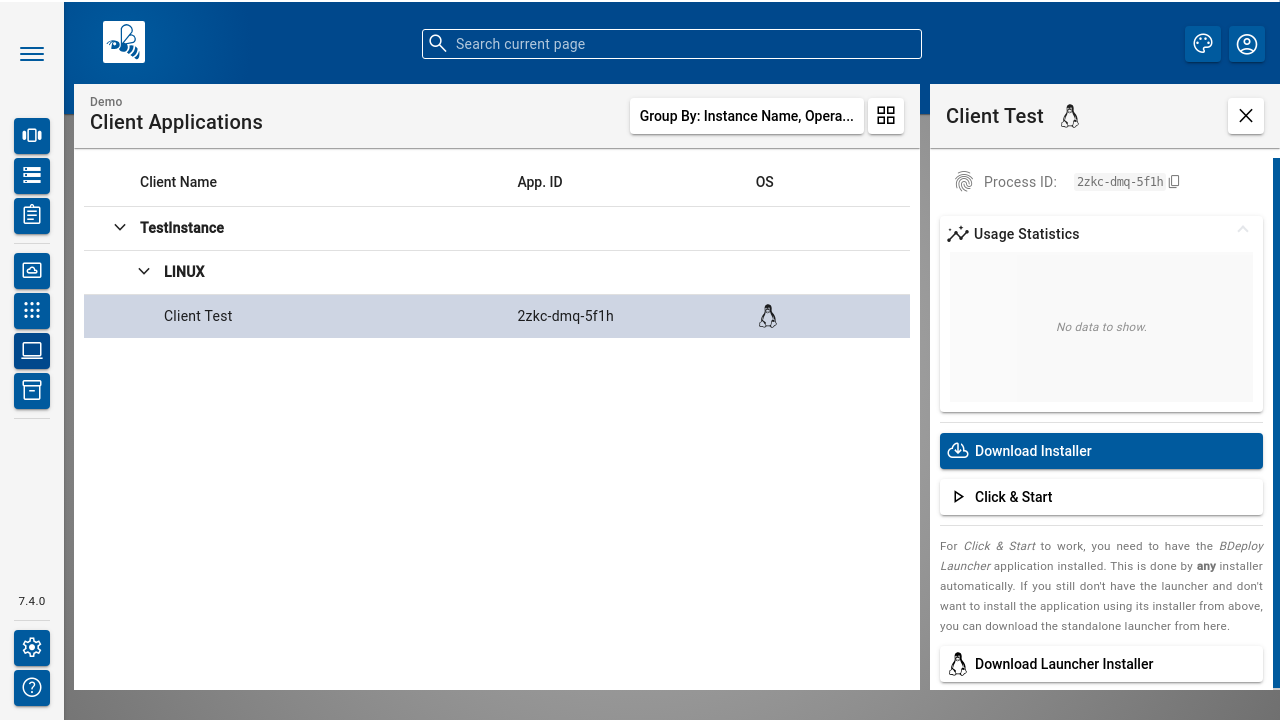 Search current page
Demo
Client Applications
Group By: Instance Name, Opera...
Client Name App. ID OS
TestInstance
LINUX
Client Test 2zkc-dmq-5f1h
7.4.0
Client Test
Process ID: 2zkc-dmq-5f1h
Usage Statistics
No data to show.
Download Installer
Click & Start
For Click & Start to work, you need to have the BDeploy
Launcher application installed. This is done by any installer
automatically. If you still don't have the launcher and don't
want to install the application using its installer from above,
you can download the standalone launcher from here.
Download Launcher Installer